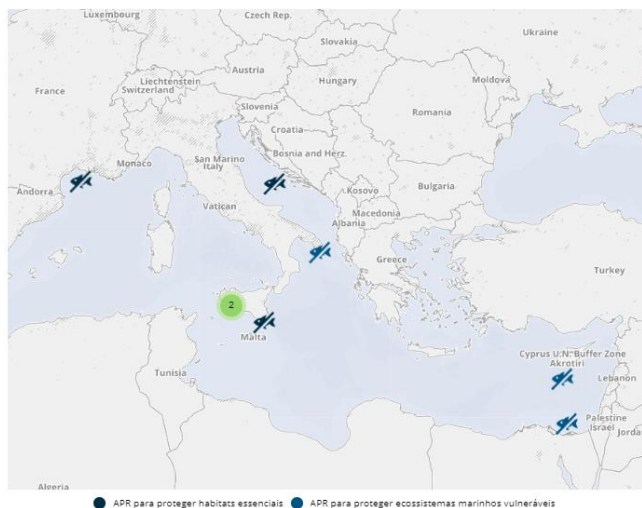 Luxembourg
Czech Rep.
Ukraine
Slovakia
France
Austria
Liechtenstein
Switzerland
Hungary
Moldova
Slovenia
Romania
Croatia
Monaco
San Marino
Italy
Bosnia and Herz.
Andorra
Kosovo
Bulgaria
Vatican
Macedonia
Albania
Greece
Turkey
2
Malta
Tunisia
Cyprus U.N. Buffer Zone
Akrotiri
Lebanon
Palestine
Israel
Jorda
Algeria
Libya
Egypt
APR para proteger habitats essenciais
APR para proteger ecossistemas marinhos vulneráveis